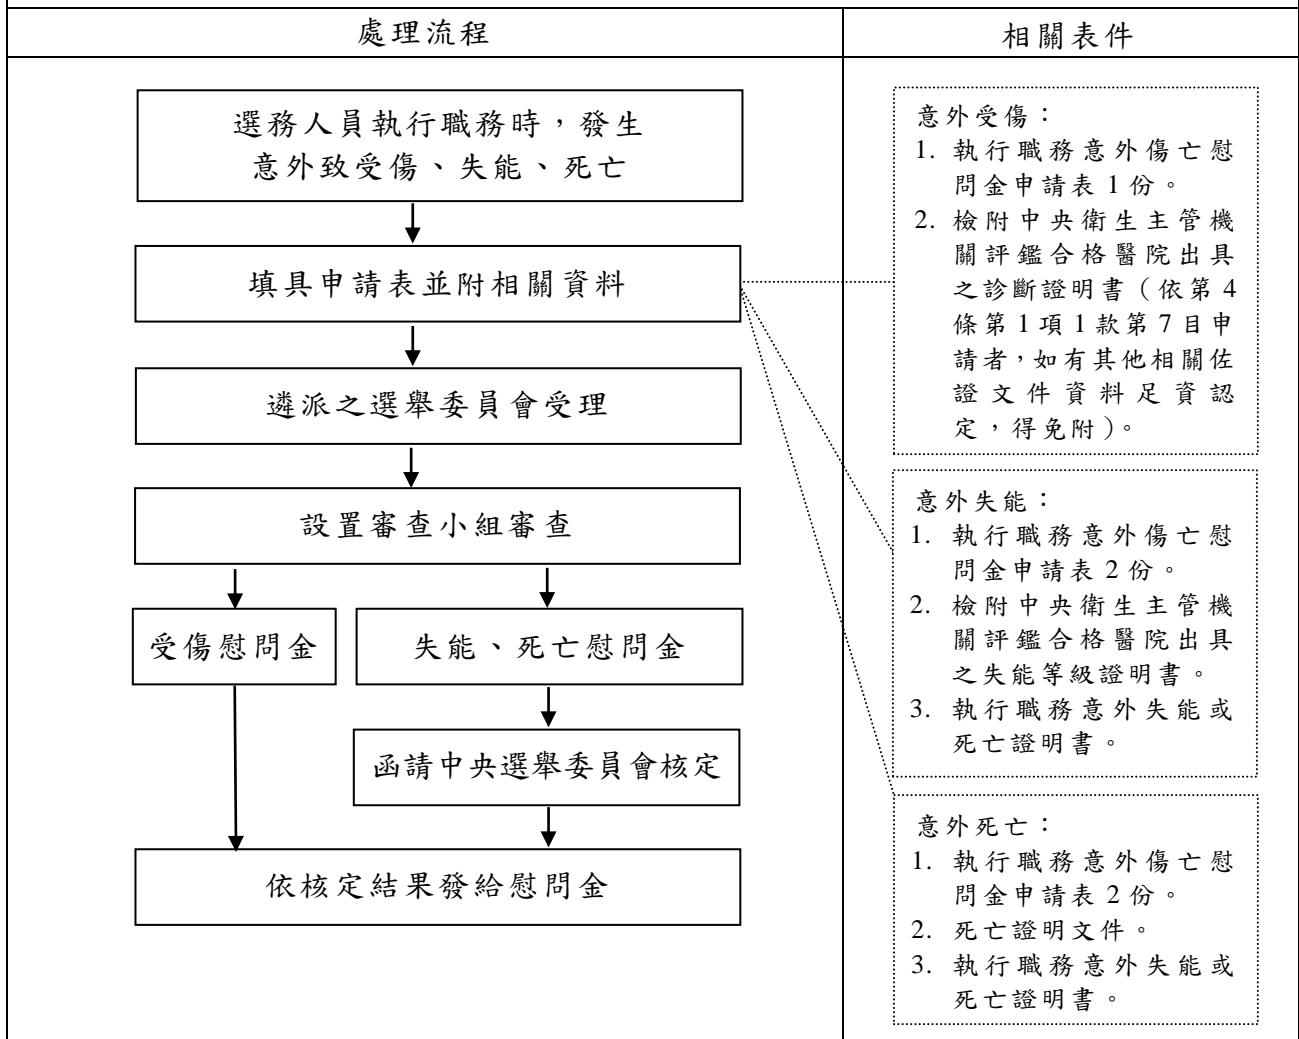 處理流程
相關表件
選務人員執行職務時，發生
意外致受傷、失能、死亡
填具申請表並附相關資料
遴派之選舉委員會受理
設置審查小組審查
受傷慰問金
失能、死亡慰問金
函請中央選舉委員會核定
依核定結果發給慰問金
意外受傷：
1. 執行職務意外傷亡慰
問金申請表 1 份。
2. 檢附中央衛生主管機
關評鑑合格醫院出具
之診斷證明書（依第 4
條第 1 項 1 款第 7 目申
請者，如有其他相關佐
證文件資料足資認
定，得免附）。
意外失能：
1. 執行職務意外傷亡慰
問金申請表 2 份。
2. 檢附中央衛生主管機
關評鑑合格醫院出具
之失能等級證明書。
3. 執行職務意外失能或
死亡證明書。
意外死亡：
1. 執行職務意外傷亡慰
問金申請表 2 份。
2. 死亡證明文件。
3. 執行職務意外失能或
死亡證明書。